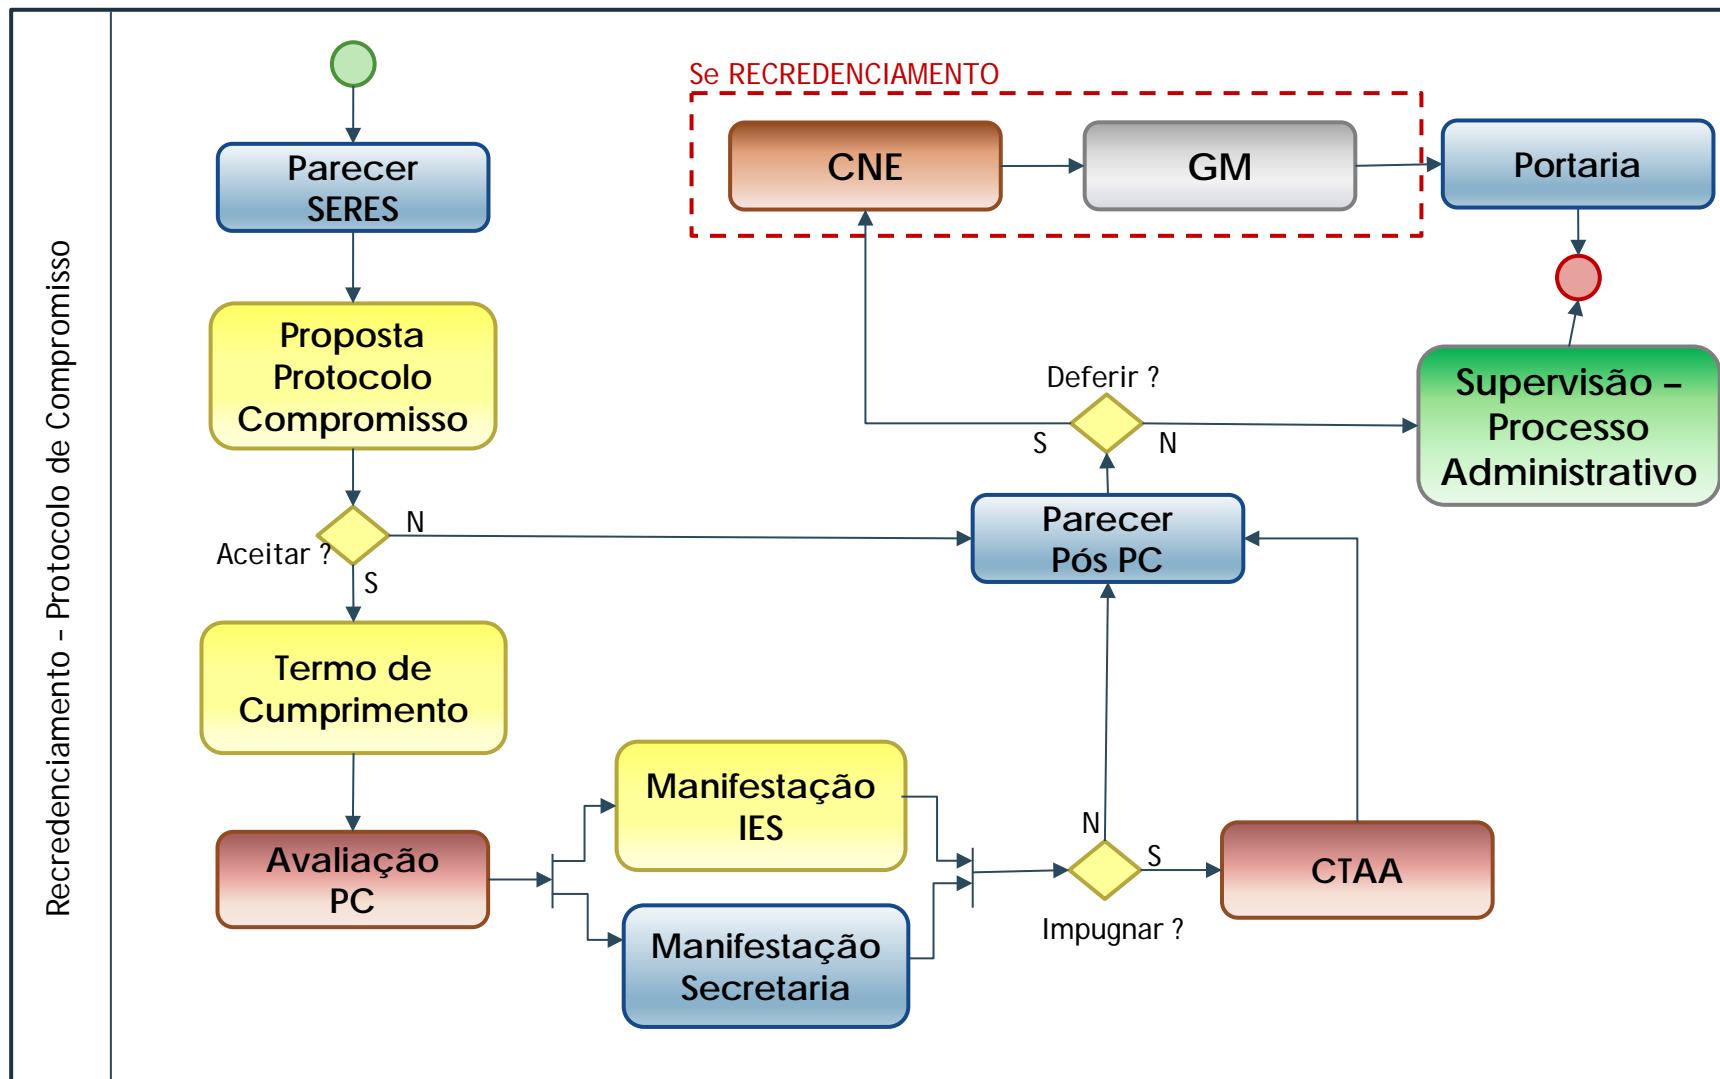 Recredenciamento - Protocolo de Compromisso
Parecer
SERES
Proposta
Protocolo
Compromisso
Aceitar ?
N
S
Termo de
Cumprimento
Avaliação
PC
Manifestação
IES
Manifestação
Secretaria
Impugnar ?
N
S
CTAA
Parecer
Pós PC
Deferir ?
S
N
Se RECREDENCIAMENTO
CNE
GM
Portaria
Supervisão –
Processo
Administrativo